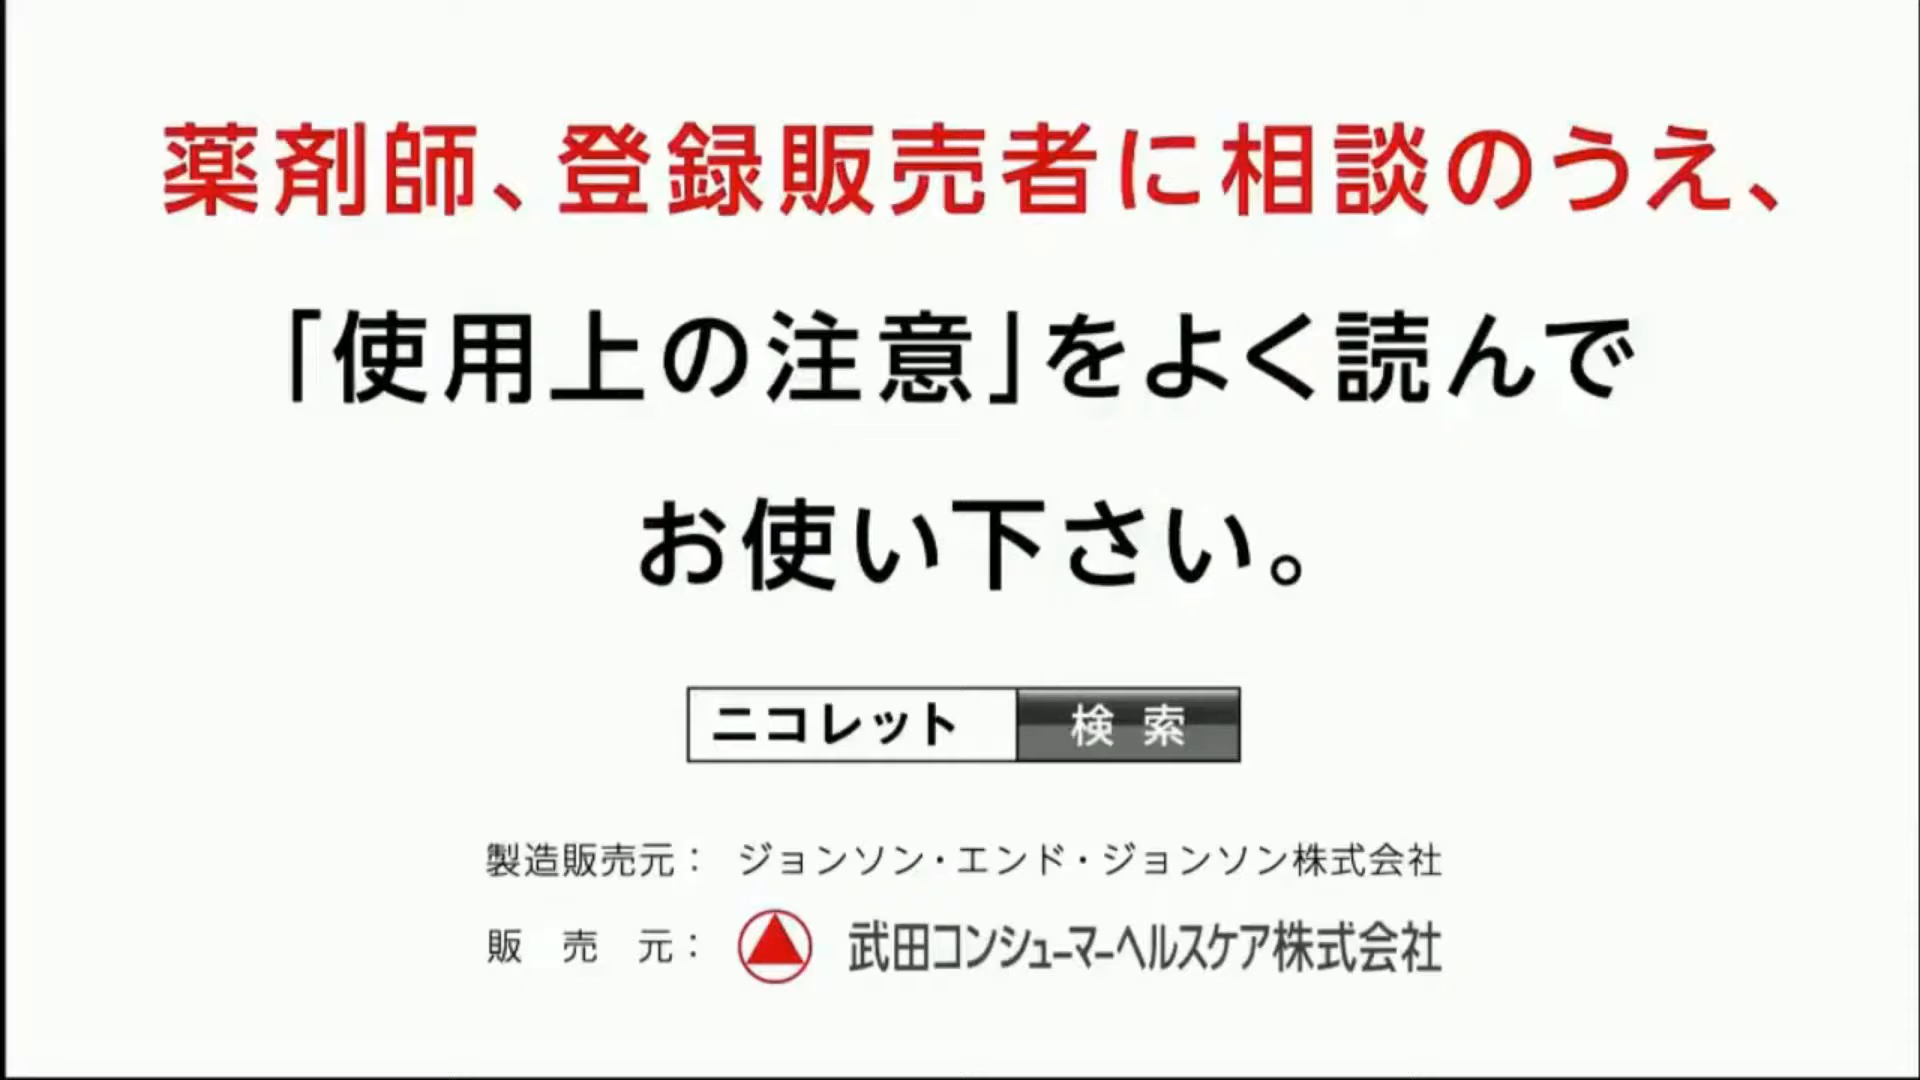 薬剤師、登録販売者に相談のうえ、
「使用上の注意」をよく読んで
お使い下さい。
ニコレット 検索
製造販売元： ジョンソン・エンド・ジョンソン株式会社
販売元： 武田コンシューマーヘルスケア株式会社